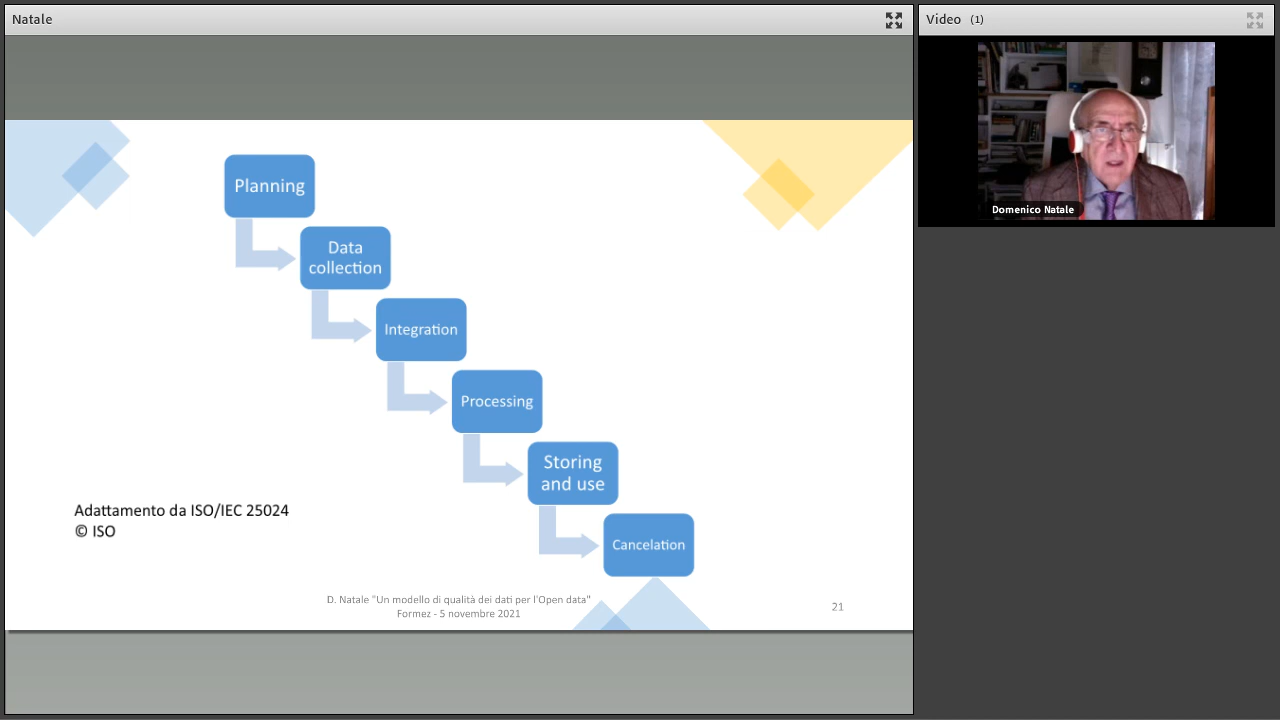 Natale
Video (1)
Planning
Data
collection
Integration
Processing
Storing
and use
Cancelation
Adattamento da ISO/IEC 25024
© ISO
D. Natale "Un modello di qualità dei dati per l'Open data"
Formez - 5 novembre 2021
21
Domenico Natale